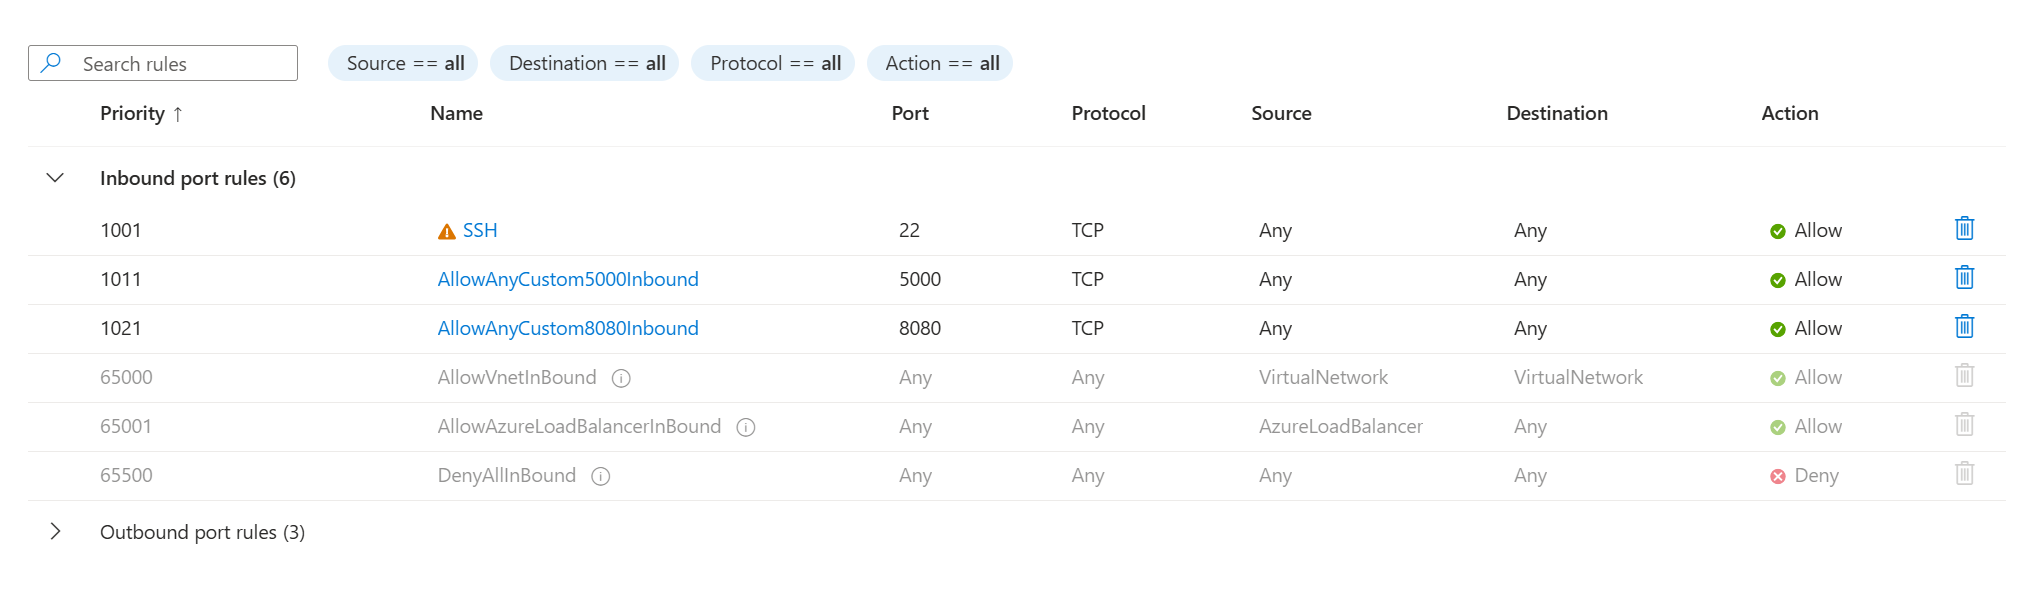 Search rules Source == all Destination == all Protocol == all Action == all
Priority ↑ Name Port Protocol Source Destination Action
Inbound port rules (6)
1001 SSH 22 TCP Any Any Allow
1011 AllowAnyCustom5000Inbound 5000 TCP Any Any Allow
1021 AllowAnyCustom8080Inbound 8080 TCP Any Any Allow
65000 AllowVnetInBound Any Any VirtualNetwork VirtualNetwork Allow
65001 AllowAzureLoadBalancerInBound Any Any AzureLoadBalancer Any Allow
65500 DenyAllInBound Any Any Any Any Deny
Outbound port rules (3)